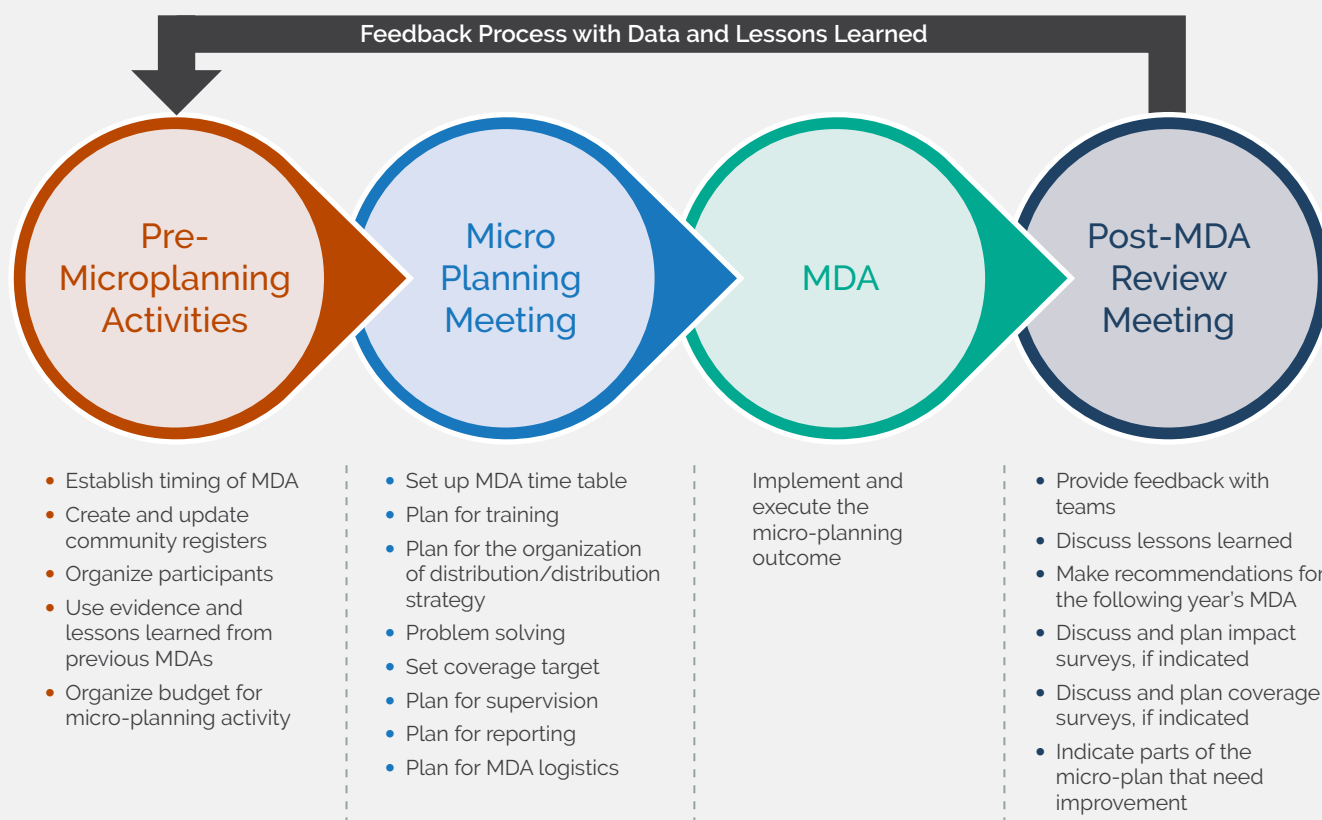 Feedback Process with Data and Lessons Learned
Pre-
Microplanning
Activities
Micro
Planning
Meeting
MDA
Post-MDA
Review
Meeting
• Establish timing of MDA
• Create and update
community registers
• Organize participants
• Use evidence and
lessons learned from
previous MDAs
• Organize budget for
micro-planning activity
• Set up MDA time table
• Plan for training
• Plan for the organization
of distribution/distribution
strategy
• Problem solving
• Set coverage target
• Plan for supervision
• Plan for reporting
• Plan for MDA logistics
Implement and
execute the
micro-planning
outcome
• Provide feedback with
teams
• Discuss lessons learned
• Make recommendations for
the following year's MDA
• Discuss and plan impact
surveys, if indicated
• Discuss and plan coverage
surveys, if indicated
• Indicate parts of the
micro-plan that need
improvement